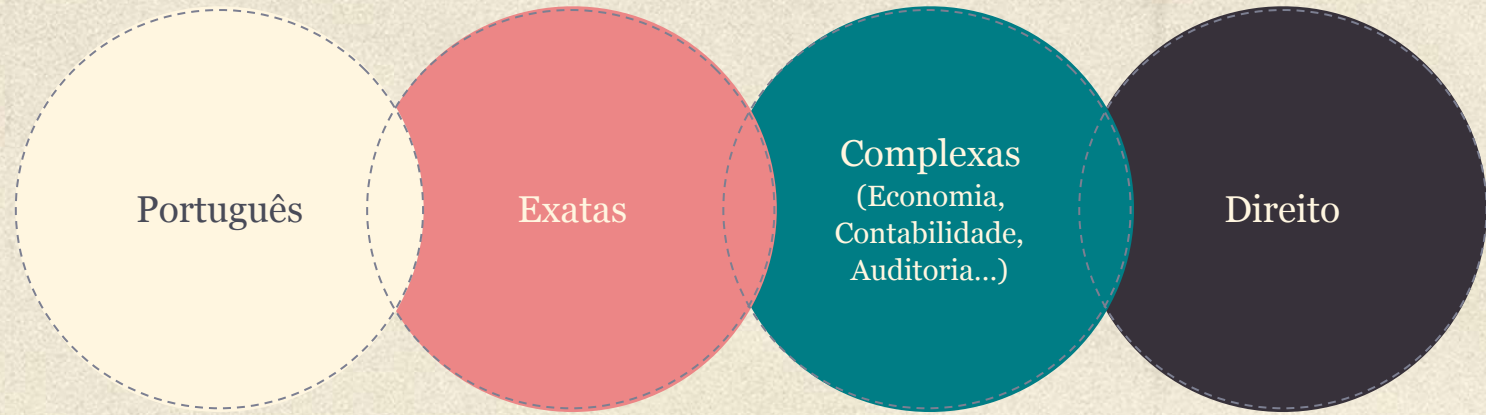 Português
Exatas
Complexas
(Economia,
Contabilidade,
Auditoria...)
Direito